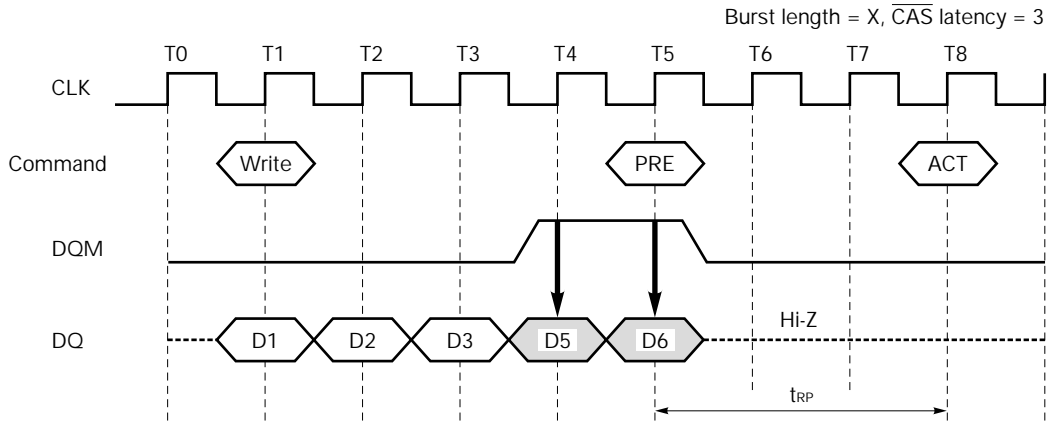 Burst length = X, CAS latency = 3
T0 T1 T2 T3 T4 T5 T6 T7 T8
CLK
Command Write PRE ACT
DQM
DQ D1 D2 D3 D5 D6 Hi-Z
tRP